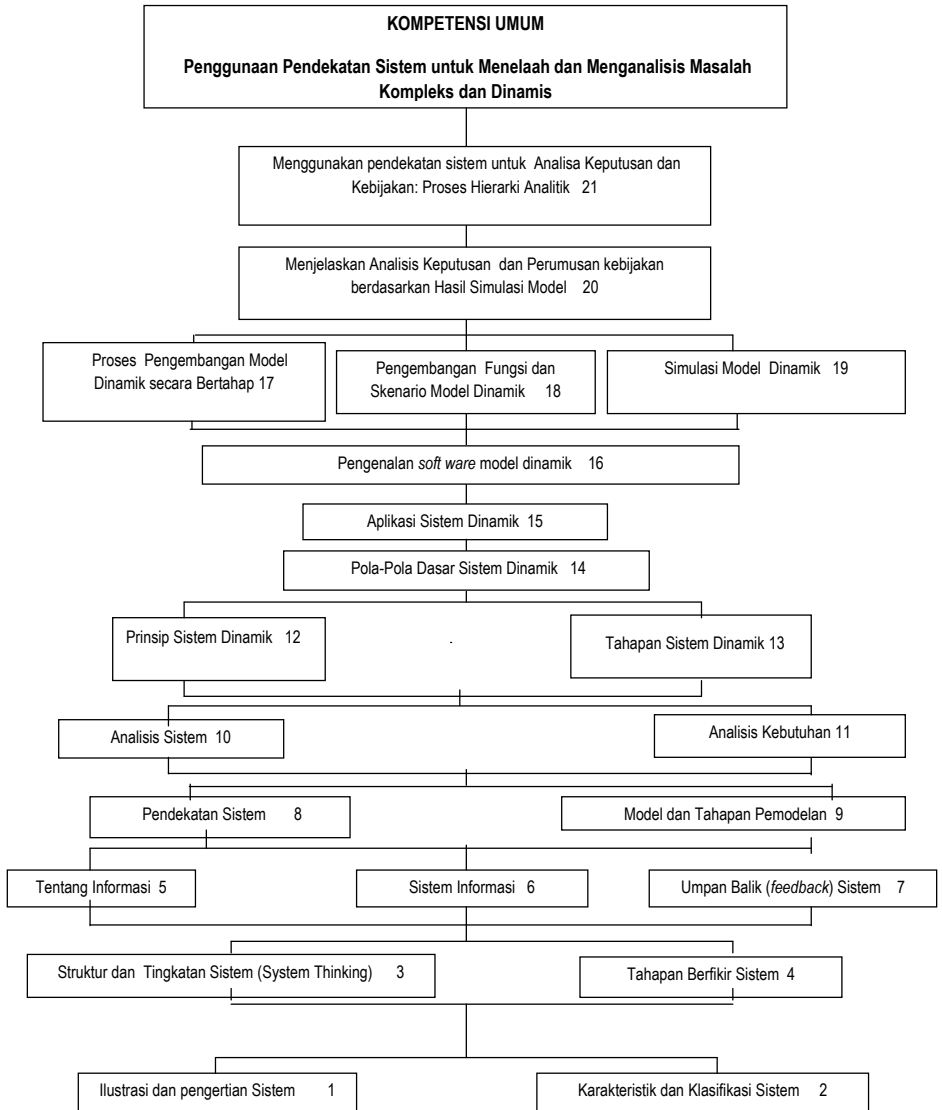 KOMPETENSI UMUM
Penggunaan Pendekatan Sistem untuk Menelaah dan Menganalisis Masalah
Kompleks dan Dinamis
Menggunakan pendekatan sistem untuk Analisa Keputusan dan
Kebijakan: Proses Hierarki Analitik 21
Menjelaskan Analisis Keputusan dan Perumusan kebijakan
berdasarkan Hasil Simulasi Model 20
Proses Pengembangan Model
Dinamik secara Bertahap 17
Pengembangan Fungsi dan
Skenario Model Dinamik 18
Simulasi Model Dinamik 19
Pengenalan soft ware model dinamik 16
Aplikasi Sistem Dinamik 15
Pola-Pola Dasar Sistem Dinamik 14
Prinsip Sistem Dinamik 12
.
Tahapan Sistem Dinamik 13
Analisis Sistem 10
Analisis Kebutuhan 11
Pendekatan Sistem 8
Model dan Tahapan Pemodelan 9
Tentang Informasi 5
Sistem Informasi 6
Umpan Balik (feedback) Sistem 7
Struktur dan Tingkatan Sistem (System Thinking) 3
Tahapan Berfikir Sistem 4
Ilustrasi dan pengertian Sistem 1
Karakteristik dan Klasifikasi Sistem 2